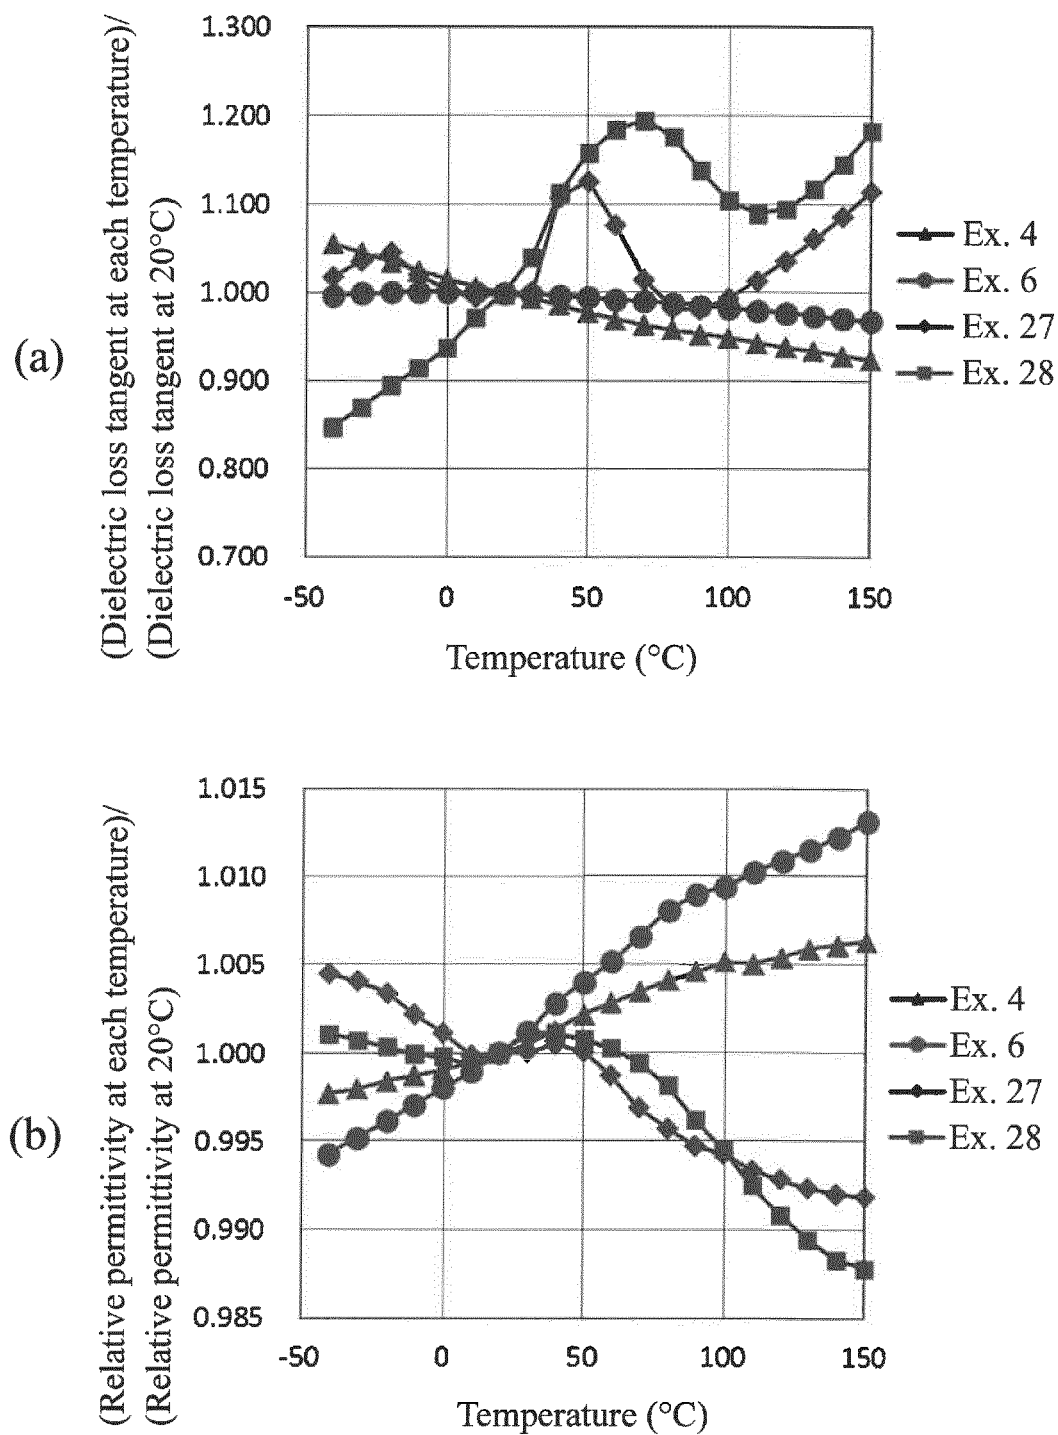 (a)
(Dielectric loss tangent at each temperature)/
(Dielectric loss tangent at 20°C)
1.300
1.200
1.100
1.000
0.900
0.800
0.700
-50 0 50 100 150
Temperature (°C)
Ex. 4
Ex. 6
Ex. 27
Ex. 28
(b)
(Relative permittivity at each temperature)/
(Relative permittivity at 20°C)
1.015
1.010
1.005
1.000
0.995
0.990
0.985
-50 0 50 100 150
Temperature (°C)
Ex. 4
Ex. 6
Ex. 27
Ex. 28